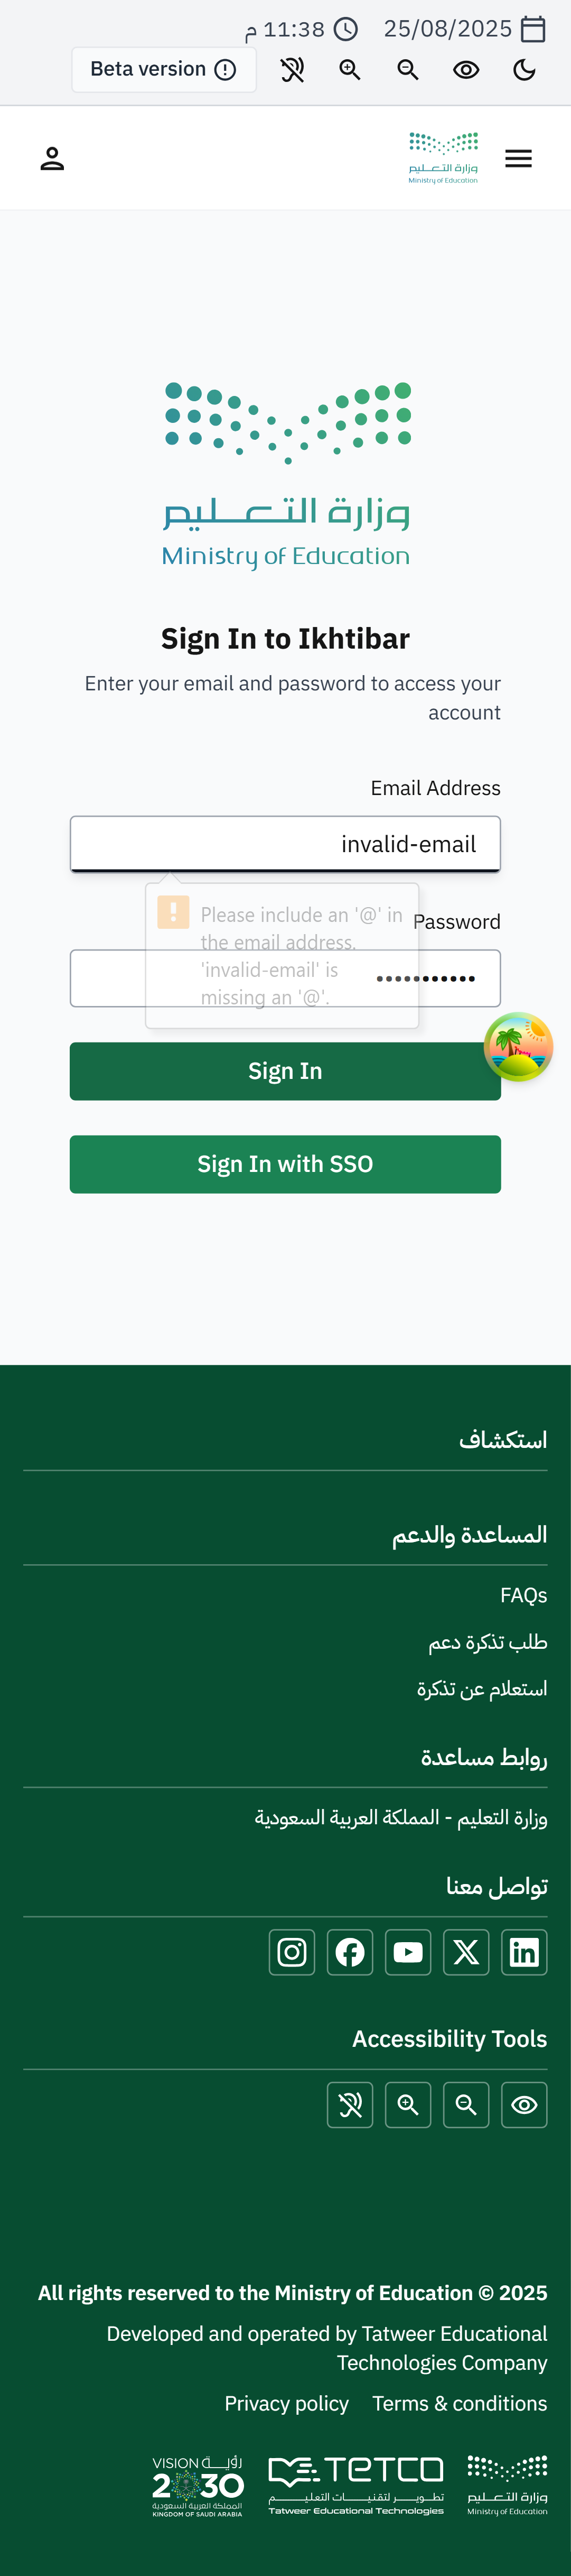 25/08/2025
11:38 م
Beta version
وزارة التعليم
Ministry of Education
وزارة التعليم
Ministry of Education
Sign In to Ikhtibar
Enter your email and password to access your
account
Email Address
invalid-email
Please include an '@' in
the email address.
'invalid-email' is
missing an '@'.
Password
Sign In
Sign In with SSO
استكشاف
المساعدة والدعم
FAQs
طلب تذكرة دعم
استعلام عن تذكرة
روابط مساعدة
وزارة التعليم - المملكة العربية السعودية
تواصل معنا
Accessibility Tools
All rights reserved to the Ministry of Education © 2025
Developed and operated by Tatweer Educational
Technologies Company
Terms & conditions
Privacy policy
وزارة التعليم
Ministry of Education
TETCO
تطوير لتقنيات التعليم
Tatweer Educational Technologies
VISION رؤية
2030
المملكة العربية السعودية
KINGDOM OF SAUDI ARABIA